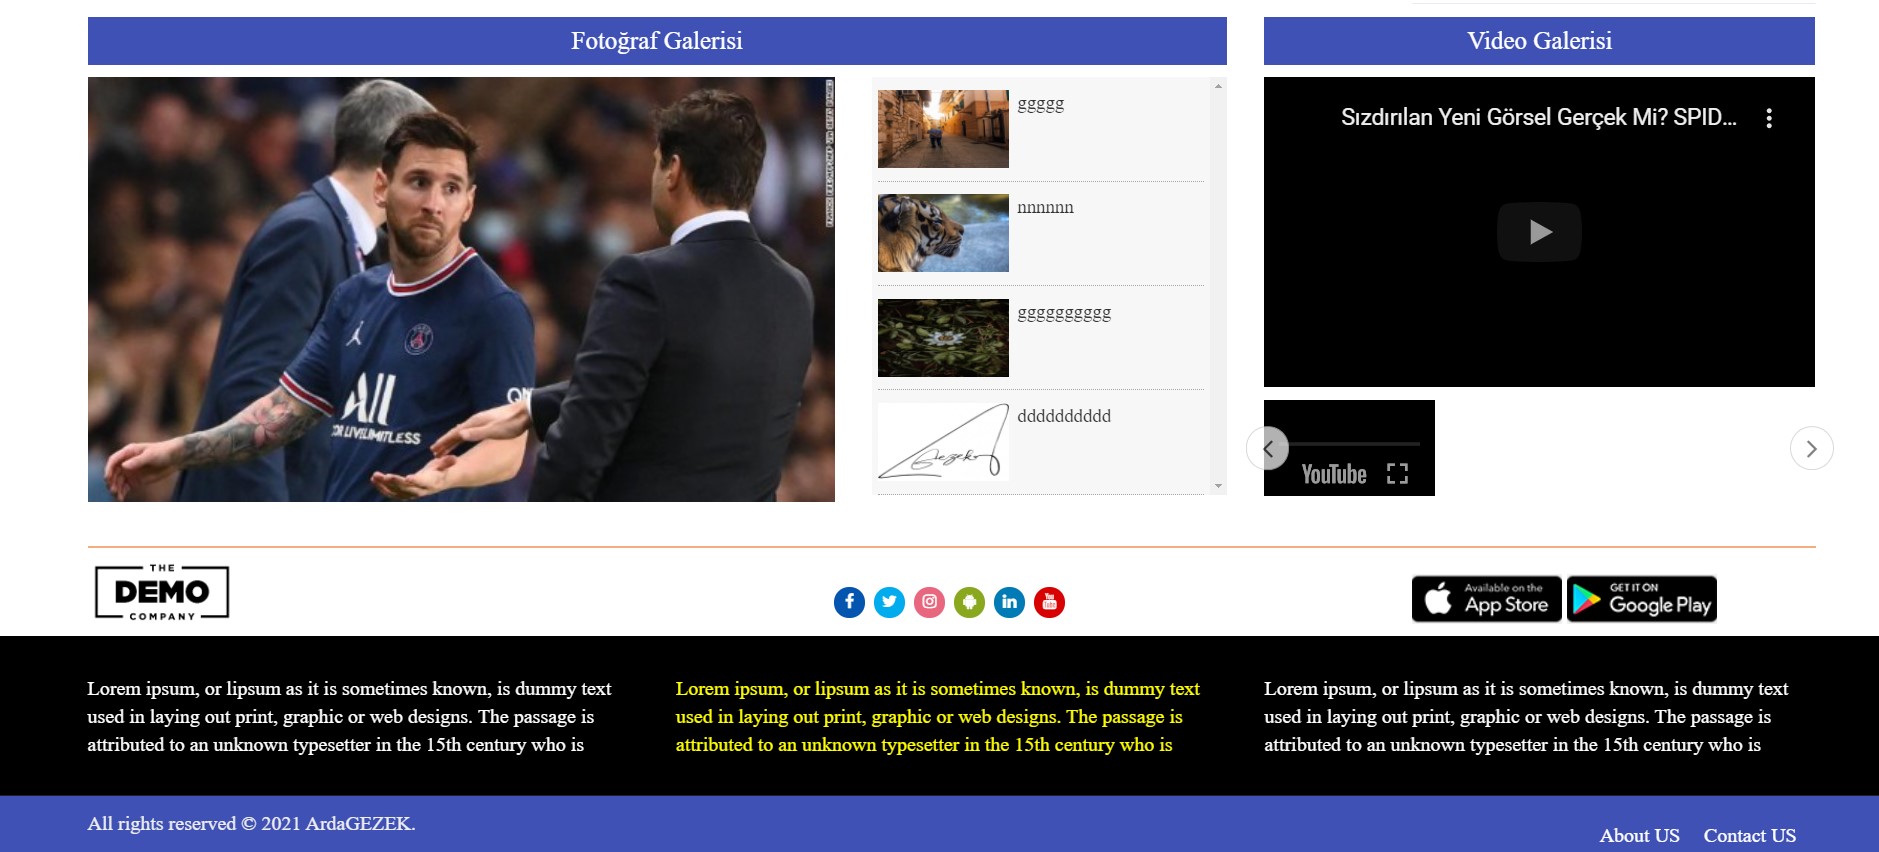 Fotoğraf Galerisi
Video Galerisi
All
FOR LIVELIMITLESS
ggggg
nnnnnn
gggggggggg
dddddddddd
Gezek
Sızdırılan Yeni Görsel Gerçek Mi? SPID...
YouTube
THE
DEMO
COMPANY
You
Tube
Available on the
App Store
GET IT ON
Google Play
Lorem ipsum, or lipsum as it is sometimes known, is dummy text
used in laying out print, graphic or web designs. The passage is
attributed to an unknown typesetter in the 15th century who is
Lorem ipsum, or lipsum as it is sometimes known, is dummy text
used in laying out print, graphic or web designs. The passage is
attributed to an unknown typesetter in the 15th century who is
Lorem ipsum, or lipsum as it is sometimes known, is dummy text
used in laying out print, graphic or web designs. The passage is
attributed to an unknown typesetter in the 15th century who is
All rights reserved © 2021 ArdaGEZEK.
About US
Contact US